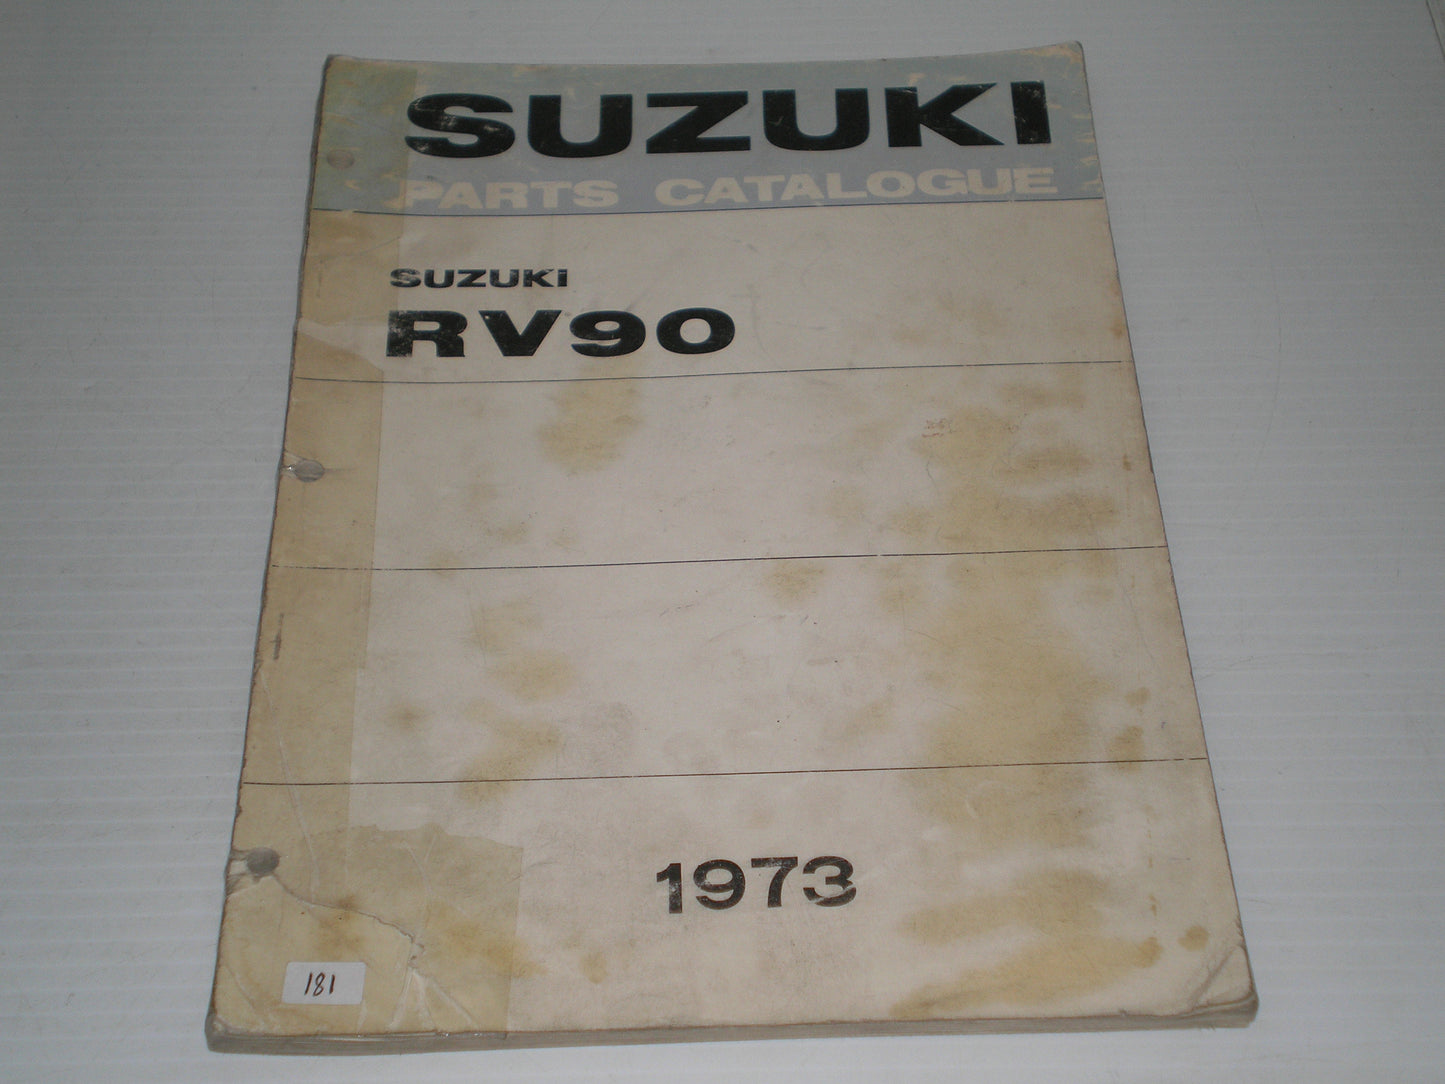 SUZUKI
PARTS CATALOGUE
SUZUKI
RV90
1973
181